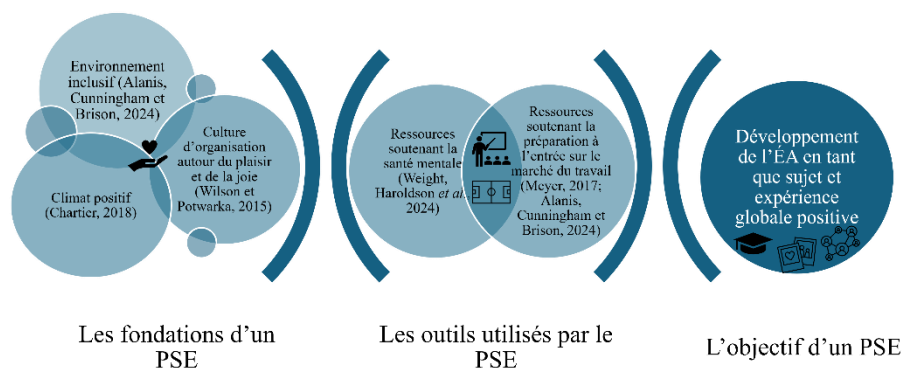 Environnement
inclusif (Alanis,
Cunningham et
Brison, 2024)
Culture
d'organisation
autour du plaisir
et de la joie
(Wilson et
Potwarka, 2015)
Climat positif
(Chartier, 2018)
Les fondations d'un
PSE
Ressources
soutenant la
santé mentale
(Weight,
Haroldson et al.
2024)
Ressources
soutenant la
préparation à
l'entrée sur le
marché du travail
(Meyer, 2017;
Alanis,
Cunningham et
Brison, 2024)
Les outils utilisés par le
PSE
Développement
de l'ÉA en tant
que sujet et
expérience
globale positive
L'objectif d'un PSE